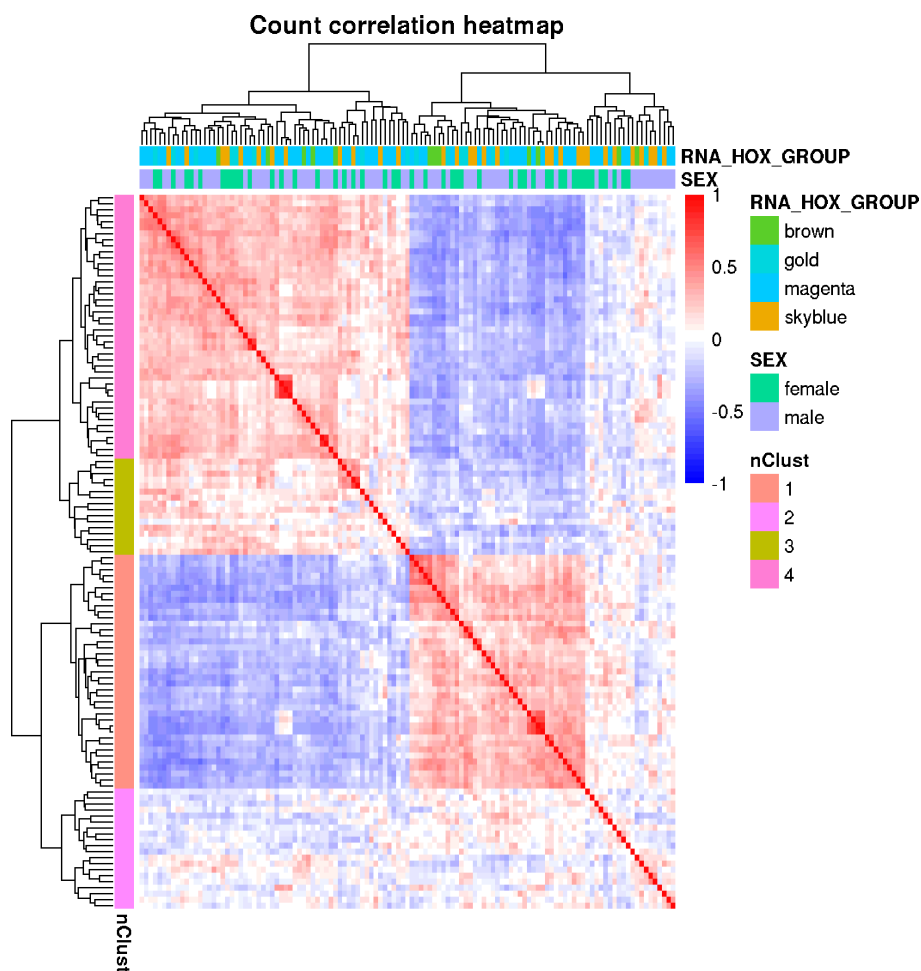 Count correlation heatmap
RNA_HOX_GROUP
SEX
1
0.5
0
-0.5
-1
RNA_HOX_GROUP
brown
gold
magenta
skyblue
SEX
female
male
nClust
1
2
3
4
nClust